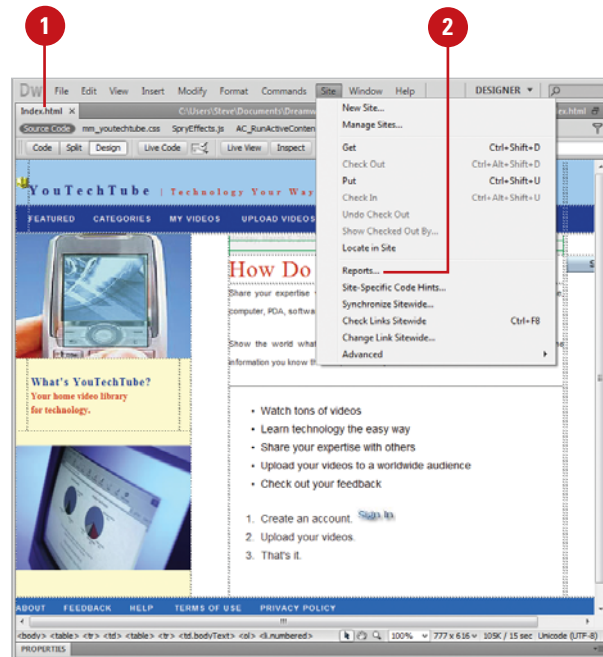 1
2
DW File Edit View Insert Modify Format Commands Site Window Help DESIGNER
Index.html × C:\Users\Steve\Documents\Dreamw
Source Code mm_youtechtube.css SpryEffects.js AC_RunActiveConten
Code Split Design Live Code Live View Inspect
New Site...
Manage Sites...
Get Ctrl+Shift+D
Check Out Ctrl+Alt+Shift+D
Put Ctrl+Shift+U
Check In Ctrl+Alt+Shift+U
Undo Check Out
Show Checked Out By...
Locate in Site
Reports...
Site-Specific Code Hints...
Synchronize Sitewide...
Check Links Sitewide Ctrl+F8
Change Link Sitewide...
Advanced
YouTechTube | Technology Your Way
FEATURED CATEGORIES MY VIDEOS UPLOAD VIDEOS
How Do
Share your expertise
computer, PDA, softwa
Show the world what
information you know th
What's YouTechTube?
Your home video library
for technology.
• Watch tons of videos
• Learn technology the easy way
• Share your expertise with others
• Upload your videos to a worldwide audience
• Check out your feedback
1. Create an account. Sign In
2. Upload your videos.
3. That's it.
ABOUT FEEDBACK HELP TERMS OF USE PRIVACY POLICY
<body> <table> <tr> <td> <table> <tr> <td.bodyText> <ol> <li.numbered> 100% 777 x 616 105K / 15 sec Unicode (UTF-8)
PROPERTIES